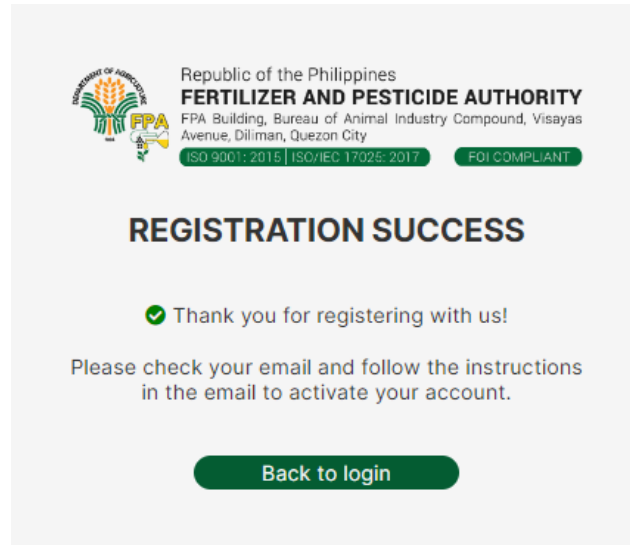 DEPARTMENT OF AGRICULTURE
FPA
Republic of the Philippines
FERTILIZER AND PESTICIDE AUTHORITY
FPA Building, Bureau of Animal Industry Compound, Visayas
Avenue, Diliman, Quezon City
ISO 9001: 2015 | ISO/IEC 17025: 2017 FOI COMPLIANT
REGISTRATION SUCCESS
Thank you for registering with us!
Please check your email and follow the instructions
in the email to activate your account.
Back to login